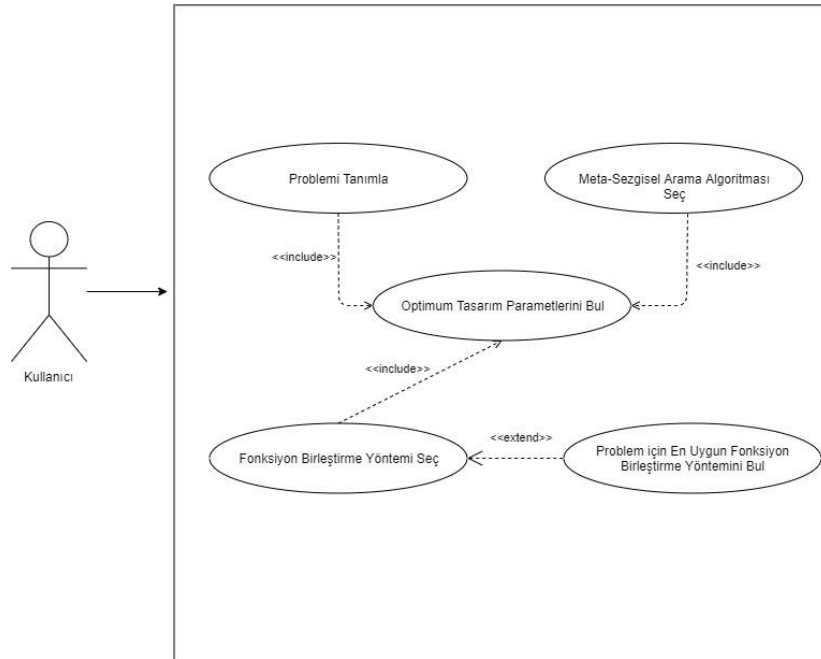 Problemi Tanımla
Meta-Sezgisel Arama Algoritması
Seç
<<include>>
<<include>>
Optimum Tasarım Parametlerini Bul
Kullanıcı
<<include>>
<<extend>>
Fonksiyon Birleştirme Yöntemi Seç
Problem için En Uygun Fonksiyon
Birleştirme Yöntemini Bul